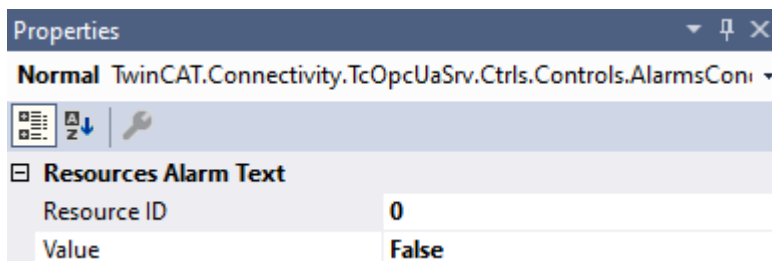 Properties
Normal TwinCAT.Connectivity.TcOpcUaSrv.Ctrls.Controls.AlarmsCon
Resources Alarm Text
Resource ID 0
Value False